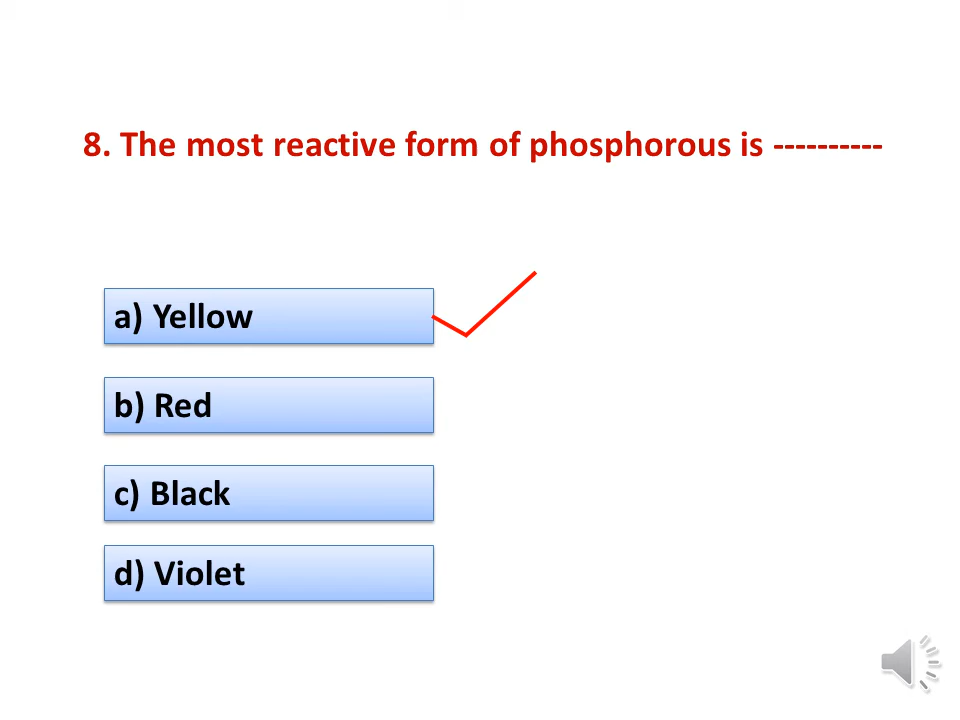 8. The most reactive form of phosphorous is ----------
a) Yellow
b) Red
c) Black
d) Violet